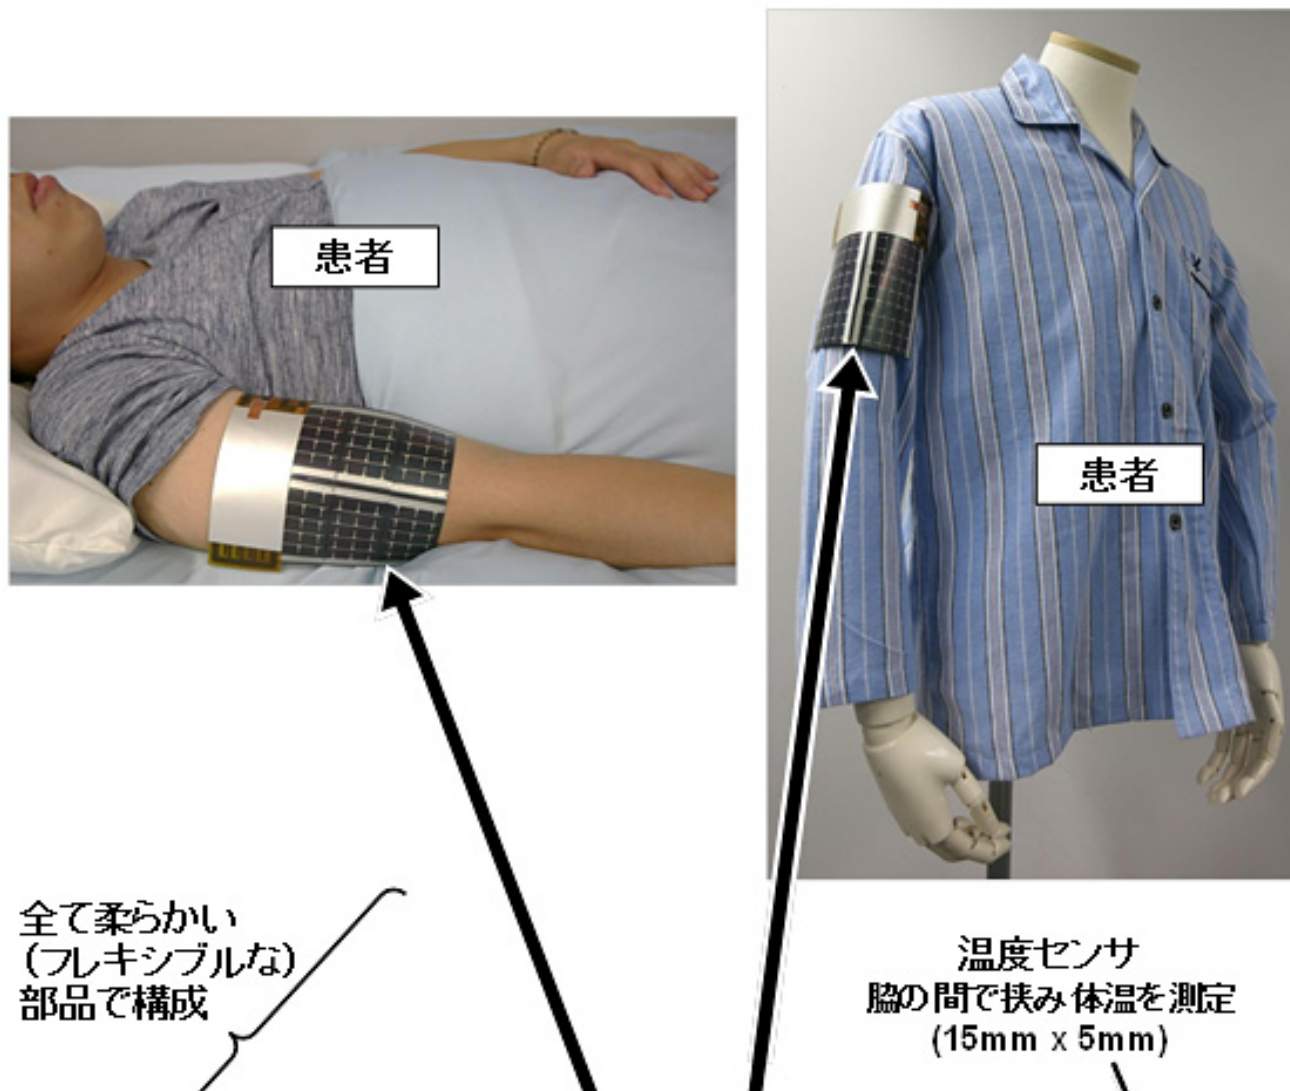 患者
患者
全て柔らかい
(フレキシブルな)
部品で構成
温度センサ
脇の間で挟み体温を測定
(15mm x 5mm)